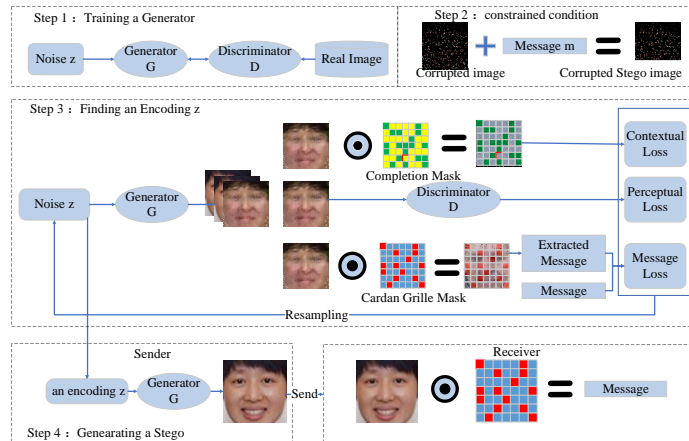 Step 1：Training a Generator
Noise z
Generator
G
Discriminator
D
Real Image
Step 2：constrained condition
Message m
Corrupted image
Corrupted Stego image
Step 3：Finding an Encoding z
Completion Mask
Contextual
Loss
Noise z
Generator
G
Discriminator
D
Perceptual
Loss
Cardan Grille Mask
Extracted
Message
Message
Message
Loss
Resampling
Sender
an encoding z
Generator
G
Send
Step 4：Genearating a Stego
Receiver
Message